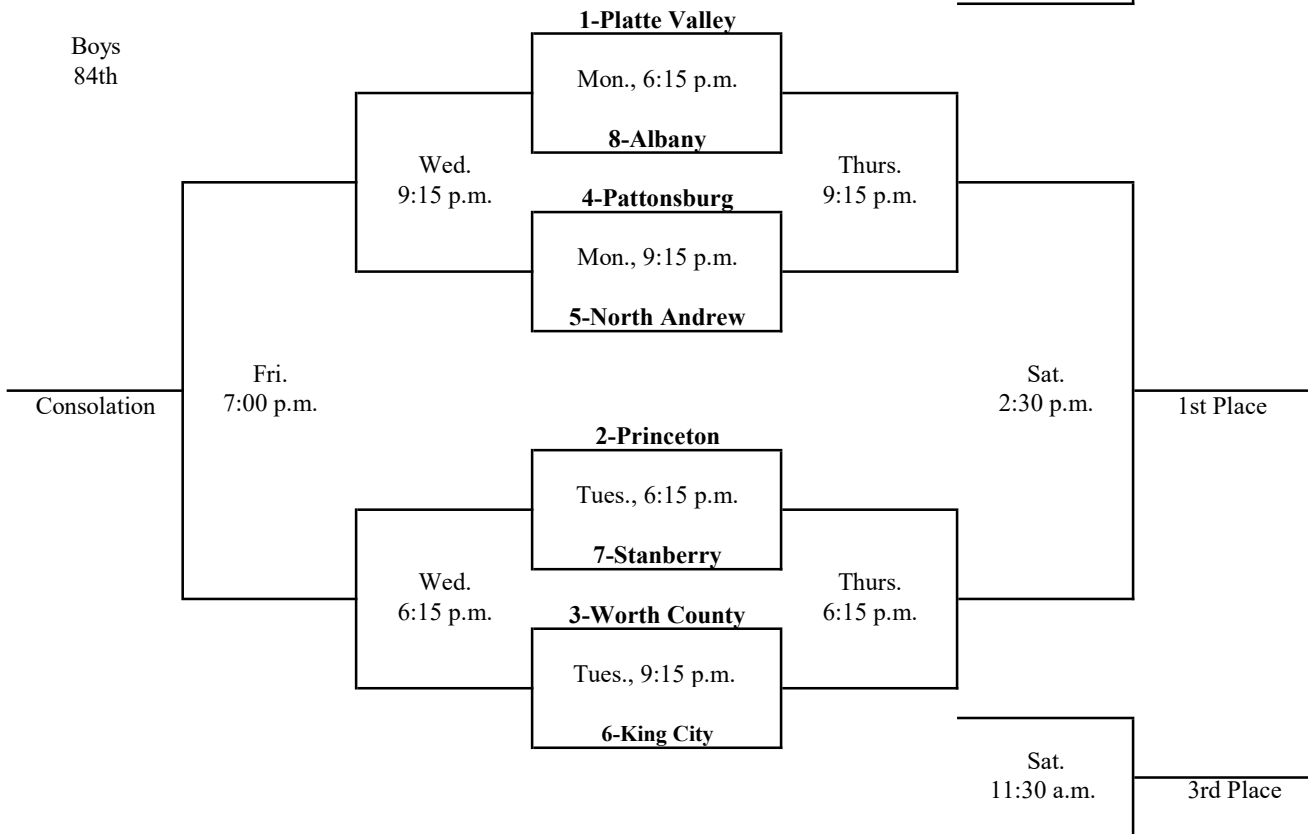 1-Platte Valley
Boys
84th
Mon., 6:15 p.m.
8-Albany
Wed.
9:15 p.m.
Thurs.
9:15 p.m.
4-Pattonsburg
Mon., 9:15 p.m.
5-North Andrew
Fri.
7:00 p.m.
Sat.
2:30 p.m.
Consolation
1st Place
2-Princeton
Tues., 6:15 p.m.
7-Stanberry
Wed.
6:15 p.m.
Thurs.
6:15 p.m.
3-Worth County
Tues., 9:15 p.m.
6-King City
Sat.
11:30 a.m.
3rd Place